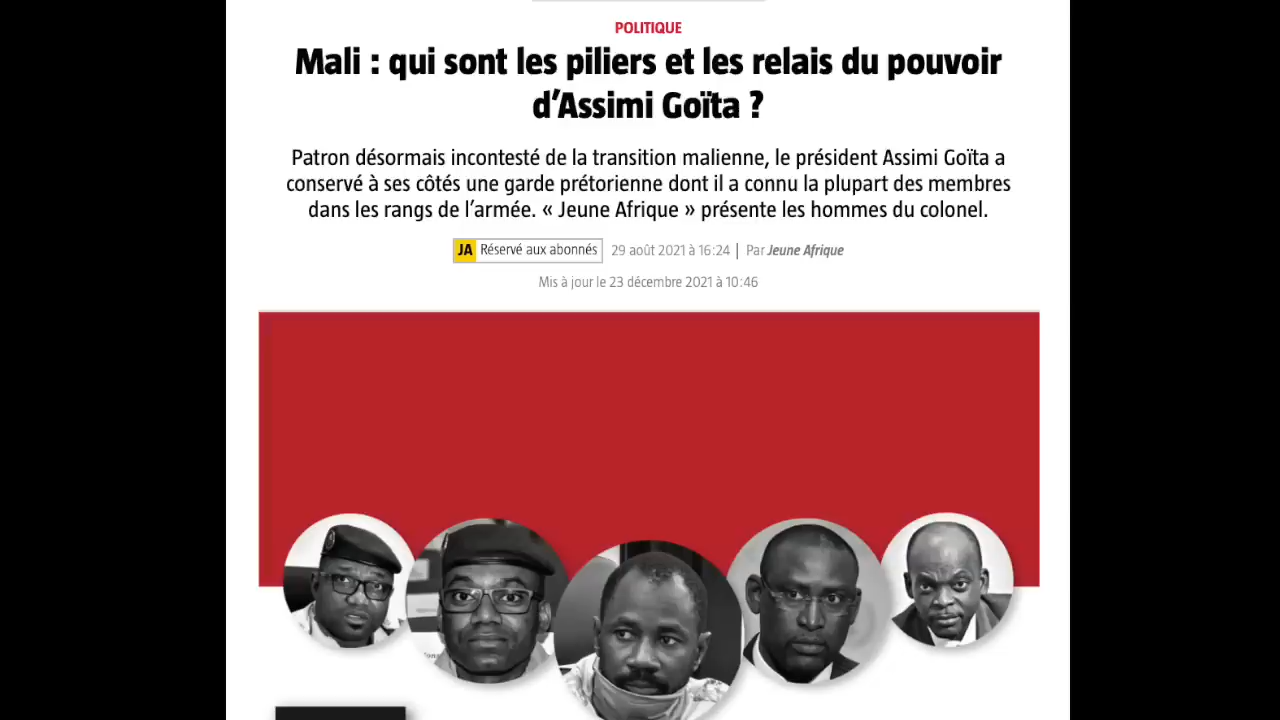 POLITIQUE
Mali : qui sont les piliers et les relais du pouvoir
d’Assimi Goïta ?
Patron désormais incontesté de la transition malienne, le président Assimi Goïta a
conservé à ses côtés une garde prétorienne dont il a connu la plupart des membres
dans les rangs de l’armée. « Jeune Afrique » présente les hommes du colonel.
JA Réservé aux abonnés 29 août 2021 à 16:24 | Par Jeune Afrique
Mis à jour le 23 décembre 2021 à 10:46